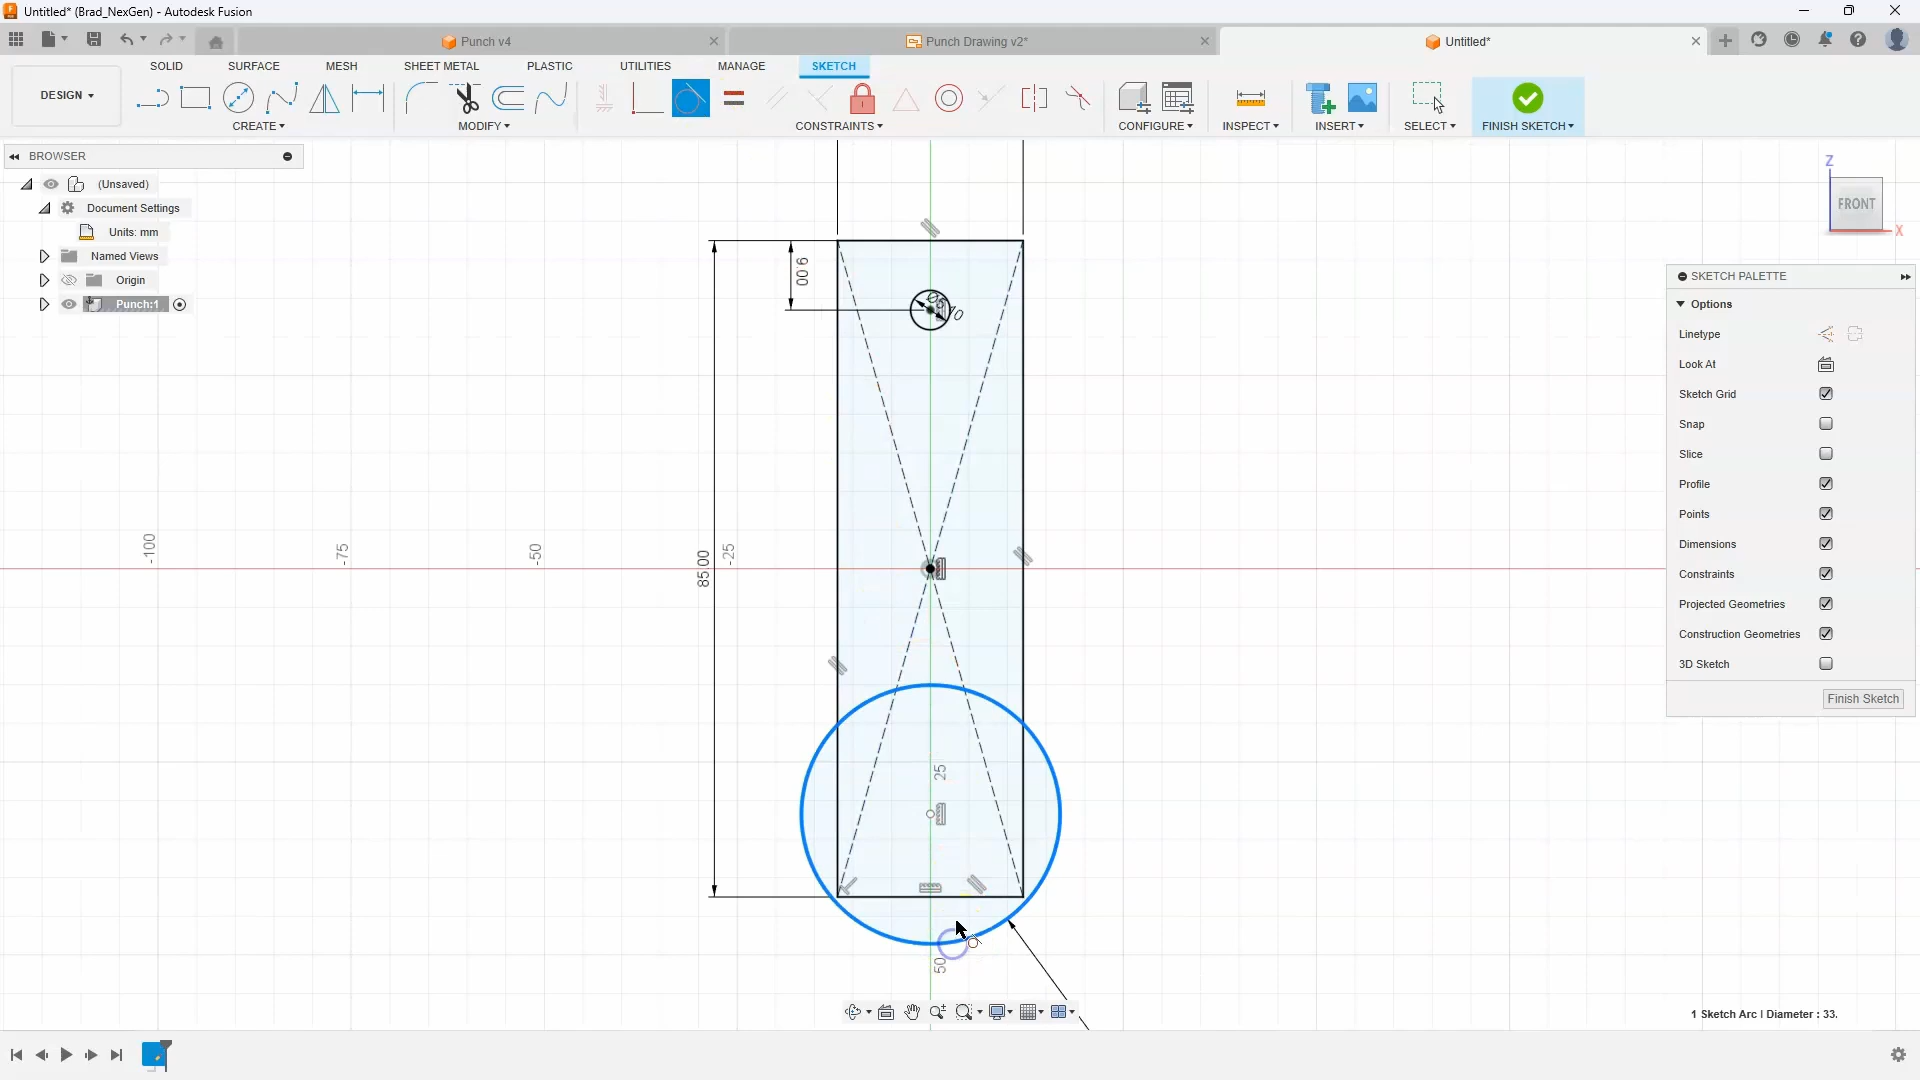 Untitled* (Brad_NexGen) - Autodesk Fusion
Punch v4
Punch Drawing v2*
Untitled*
SOLID SURFACE MESH SHEET METAL PLASTIC UTILITIES MANAGE SKETCH
DESIGN
CREATE MODIFY CONSTRAINTS CONFIGURE INSPECT INSERT SELECT FINISH SKETCH
BROWSER
(Unsaved)
Document Settings
Units: mm
Named Views
Origin
Punch:1
Z
FRONT
X
SKETCH PALETTE
Options
Linetype
Look At
Sketch Grid
Snap
Slice
Profile
Points
Dimensions
Constraints
Projected Geometries
Construction Geometries
3D Sketch
Finish Sketch
9.00
-100
-75
-50
-25
85.00
25
50
1 Sketch Arc | Diameter : 33.